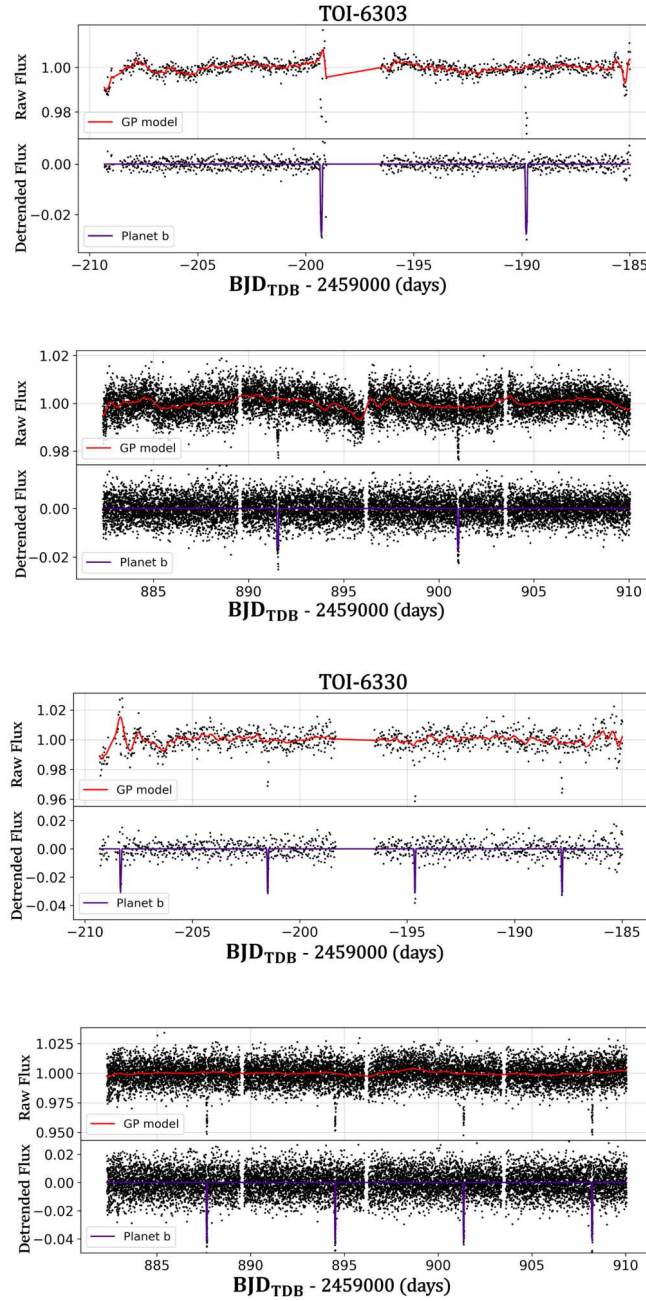 TOI-6303
1.00
0.98
Raw Flux
GP model
0.00
−0.02
Detrended Flux
Planet b
−210 −205 −200 −195 −190 −185
BJD_TDB - 2459000 (days)
1.02
1.00
0.98
Raw Flux
GP model
0.00
−0.02
Detrended Flux
Planet b
885 890 895 900 905 910
BJD_TDB - 2459000 (days)
TOI-6330
1.02
1.00
0.98
0.96
Raw Flux
GP model
0.02
0.00
−0.02
−0.04
Detrended Flux
Planet b
−210 −205 −200 −195 −190 −185
BJD_TDB - 2459000 (days)
1.025
1.000
0.975
0.950
Raw Flux
GP model
0.02
0.00
−0.02
−0.04
Detrended Flux
Planet b
885 890 895 900 905 910
BJD_TDB - 2459000 (days)